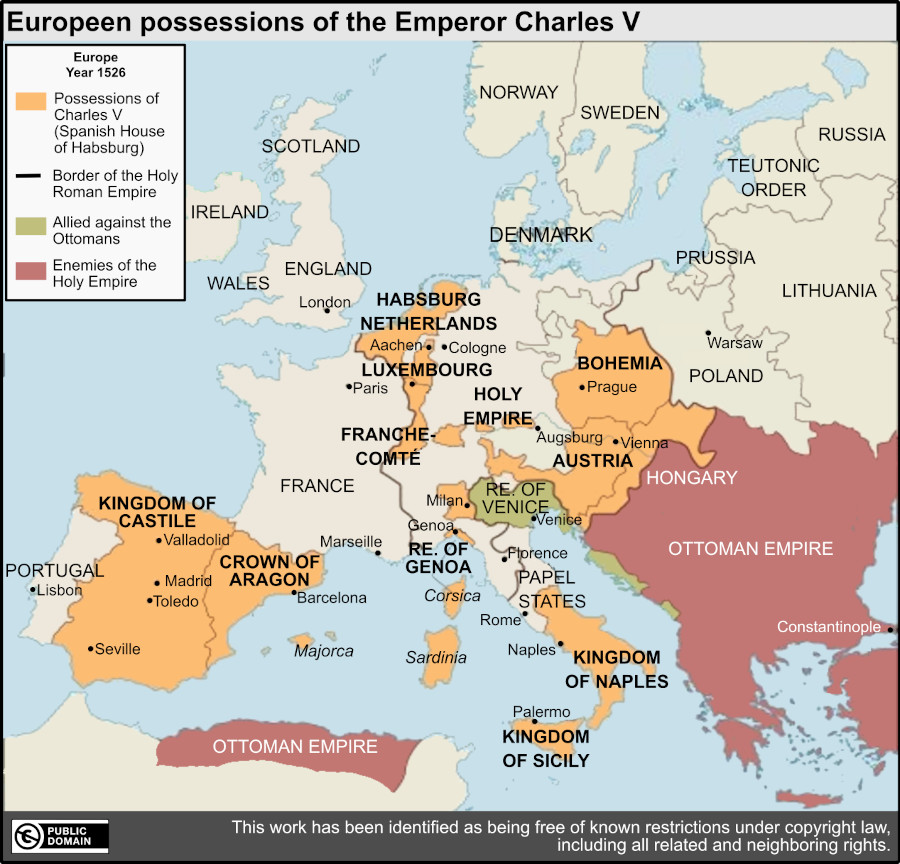 Europeen possessions of the Emperor Charles V
Europe
Year 1526
Possessions of
Charles V
(Spanish House
of Habsburg)
Border of the Holy
Roman Empire
Allied against the
Ottomans
Enemies of the
Holy Empire
NORWAY
SWEDEN
RUSSIA
SCOTLAND
TEUTONIC
ORDER
IRELAND
DENMARK
PRUSSIA
ENGLAND
WALES
LITHUANIA
London
HABSBURG
NETHERLANDS
Aachen
Cologne
Warsaw
LUXEMBOURG
BOHEMIA
POLAND
Paris
Prague
HOLY
EMPIRE
FRANCHE-
COMTÉ
Augsburg
Vienna
AUSTRIA
HONGARY
FRANCE
RE. OF
VENICE
Milan
Venice
KINGDOM OF
CASTILE
Genoa
Valladolid
Marseille
RE. OF
GENOA
Florence
OTTOMAN EMPIRE
CROWN OF
ARAGON
PORTUGAL
Lisbon
Madrid
Toledo
Barcelona
Corsica
PAPEL
STATES
Rome
Constantinople
Seville
Majorca
Sardinia
Naples
KINGDOM
OF NAPLES
Palermo
KINGDOM
OF SICILY
OTTOMAN EMPIRE
PUBLIC
DOMAIN
This work has been identified as being free of known restrictions under copyright law,
including all related and neighboring rights.